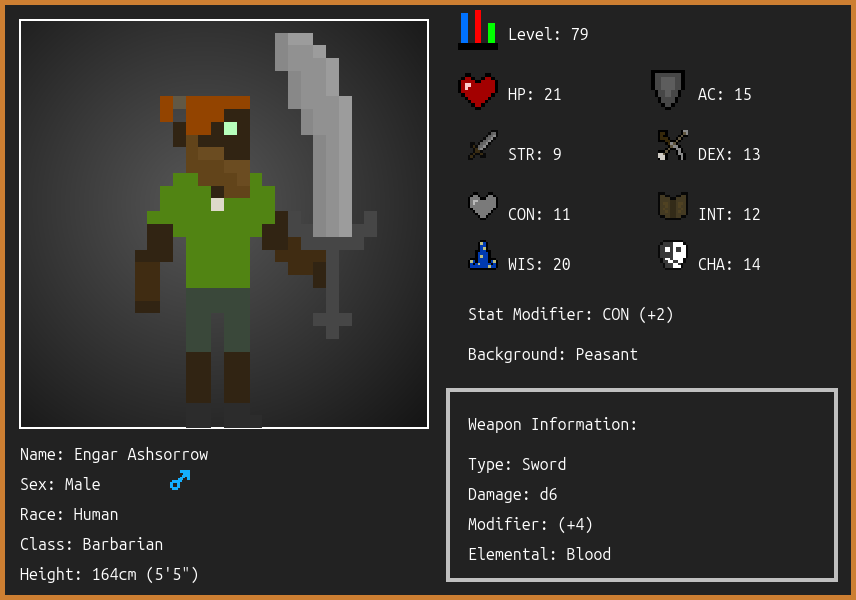 Level: 79
HP: 21
AC: 15
STR: 9
DEX: 13
CON: 11
INT: 12
WIS: 20
CHA: 14
Stat Modifier: CON (+2)
Background: Peasant
Weapon Information:
Type: Sword
Damage: d6
Modifier: (+4)
Elemental: Blood
Name: Engar Ashsorrow
Sex: Male
Race: Human
Class: Barbarian
Height: 164cm (5'5")